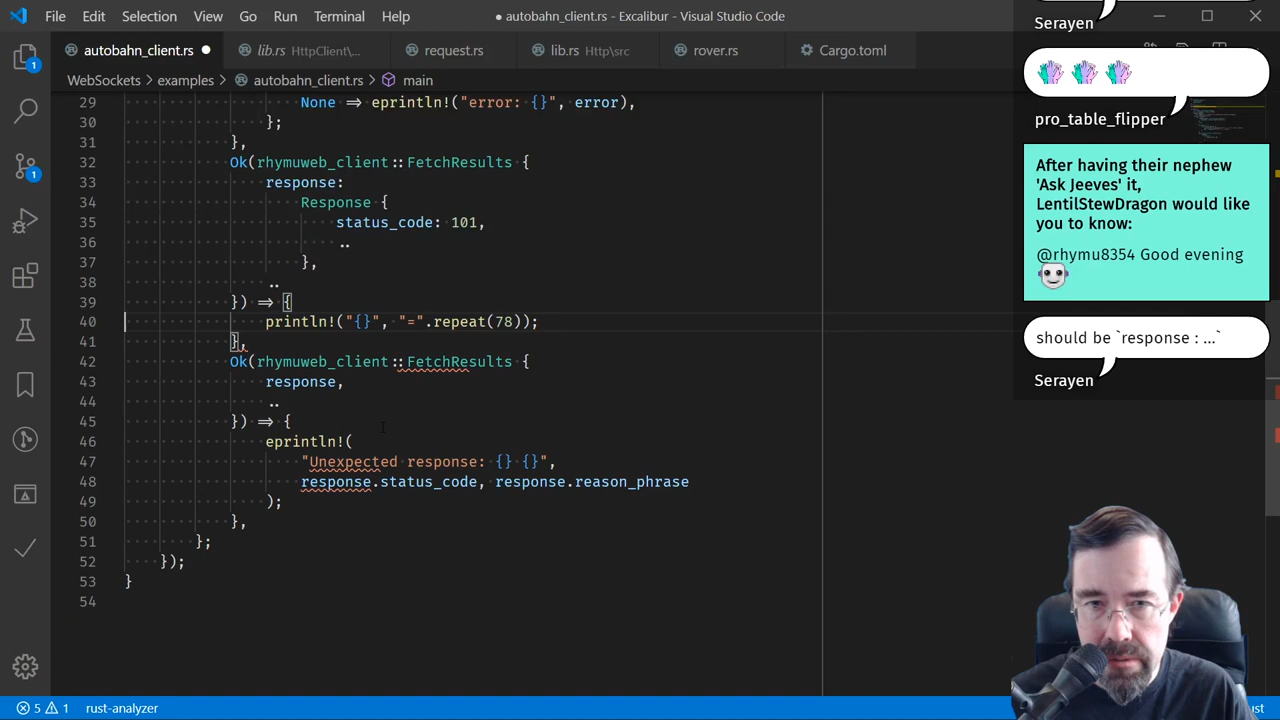 File Edit Selection View Go Run Terminal Help
● autobahn_client.rs - Excalibur - Visual Studio Code
autobahn_client.rs ●
lib.rs HttpClient\...
request.rs
lib.rs Http\src
rover.rs
Cargo.toml
WebSockets › examples › autobahn_client.rs › main
29 None => eprintln!("error: {}", error),
30 };
31 },
32 Ok(rhymuweb_client::FetchResults {
33 response:
34 Response {
35 status_code: 101,
36 ..
37 },
38 ..
39 }) => {
40 println!("{}", "=".repeat(78));
41 },
42 Ok(rhymuweb_client::FetchResults {
43 response,
44 ..
45 }) => {
46 eprintln!(
47 "Unexpected response: {} {}",
48 response.status_code, response.reason_phrase
49 );
50 },
51 };
52 });
53 }
54
Serayen
pro_table_flipper
After having their nephew
'Ask Jeeves' it,
LentilStewDragon would like
you to know:
@rhymu8354 Good evening
should be `response : ...`
Serayen
1
1
5 1 rust-analyzer